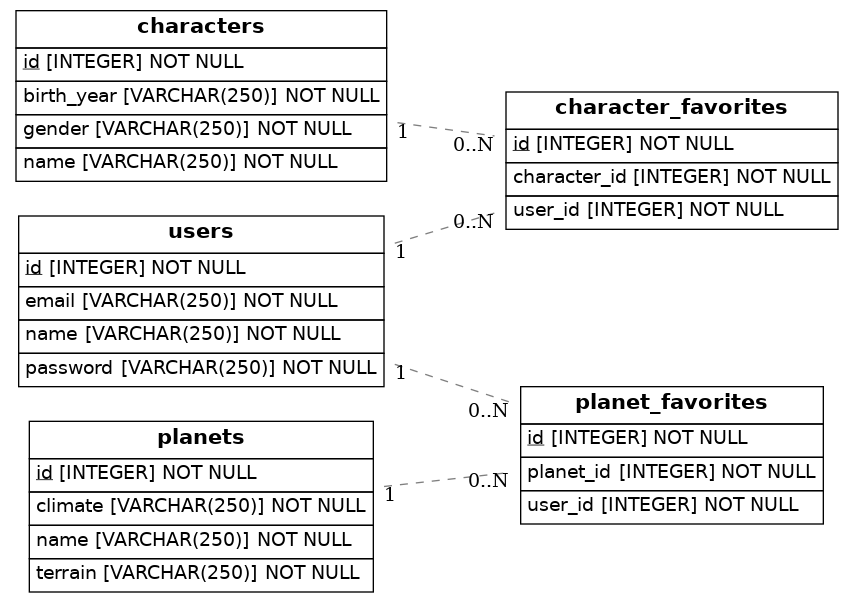 characters
id [INTEGER] NOT NULL
birth_year [VARCHAR(250)] NOT NULL
gender [VARCHAR(250)] NOT NULL
name [VARCHAR(250)] NOT NULL
1
0..N
character_favorites
id [INTEGER] NOT NULL
character_id [INTEGER] NOT NULL
user_id [INTEGER] NOT NULL
users
id [INTEGER] NOT NULL
email [VARCHAR(250)] NOT NULL
name [VARCHAR(250)] NOT NULL
password [VARCHAR(250)] NOT NULL
0..N
1
1
0..N
planet_favorites
id [INTEGER] NOT NULL
planet_id [INTEGER] NOT NULL
user_id [INTEGER] NOT NULL
planets
id [INTEGER] NOT NULL
climate [VARCHAR(250)] NOT NULL
name [VARCHAR(250)] NOT NULL
terrain [VARCHAR(250)] NOT NULL
1
0..N